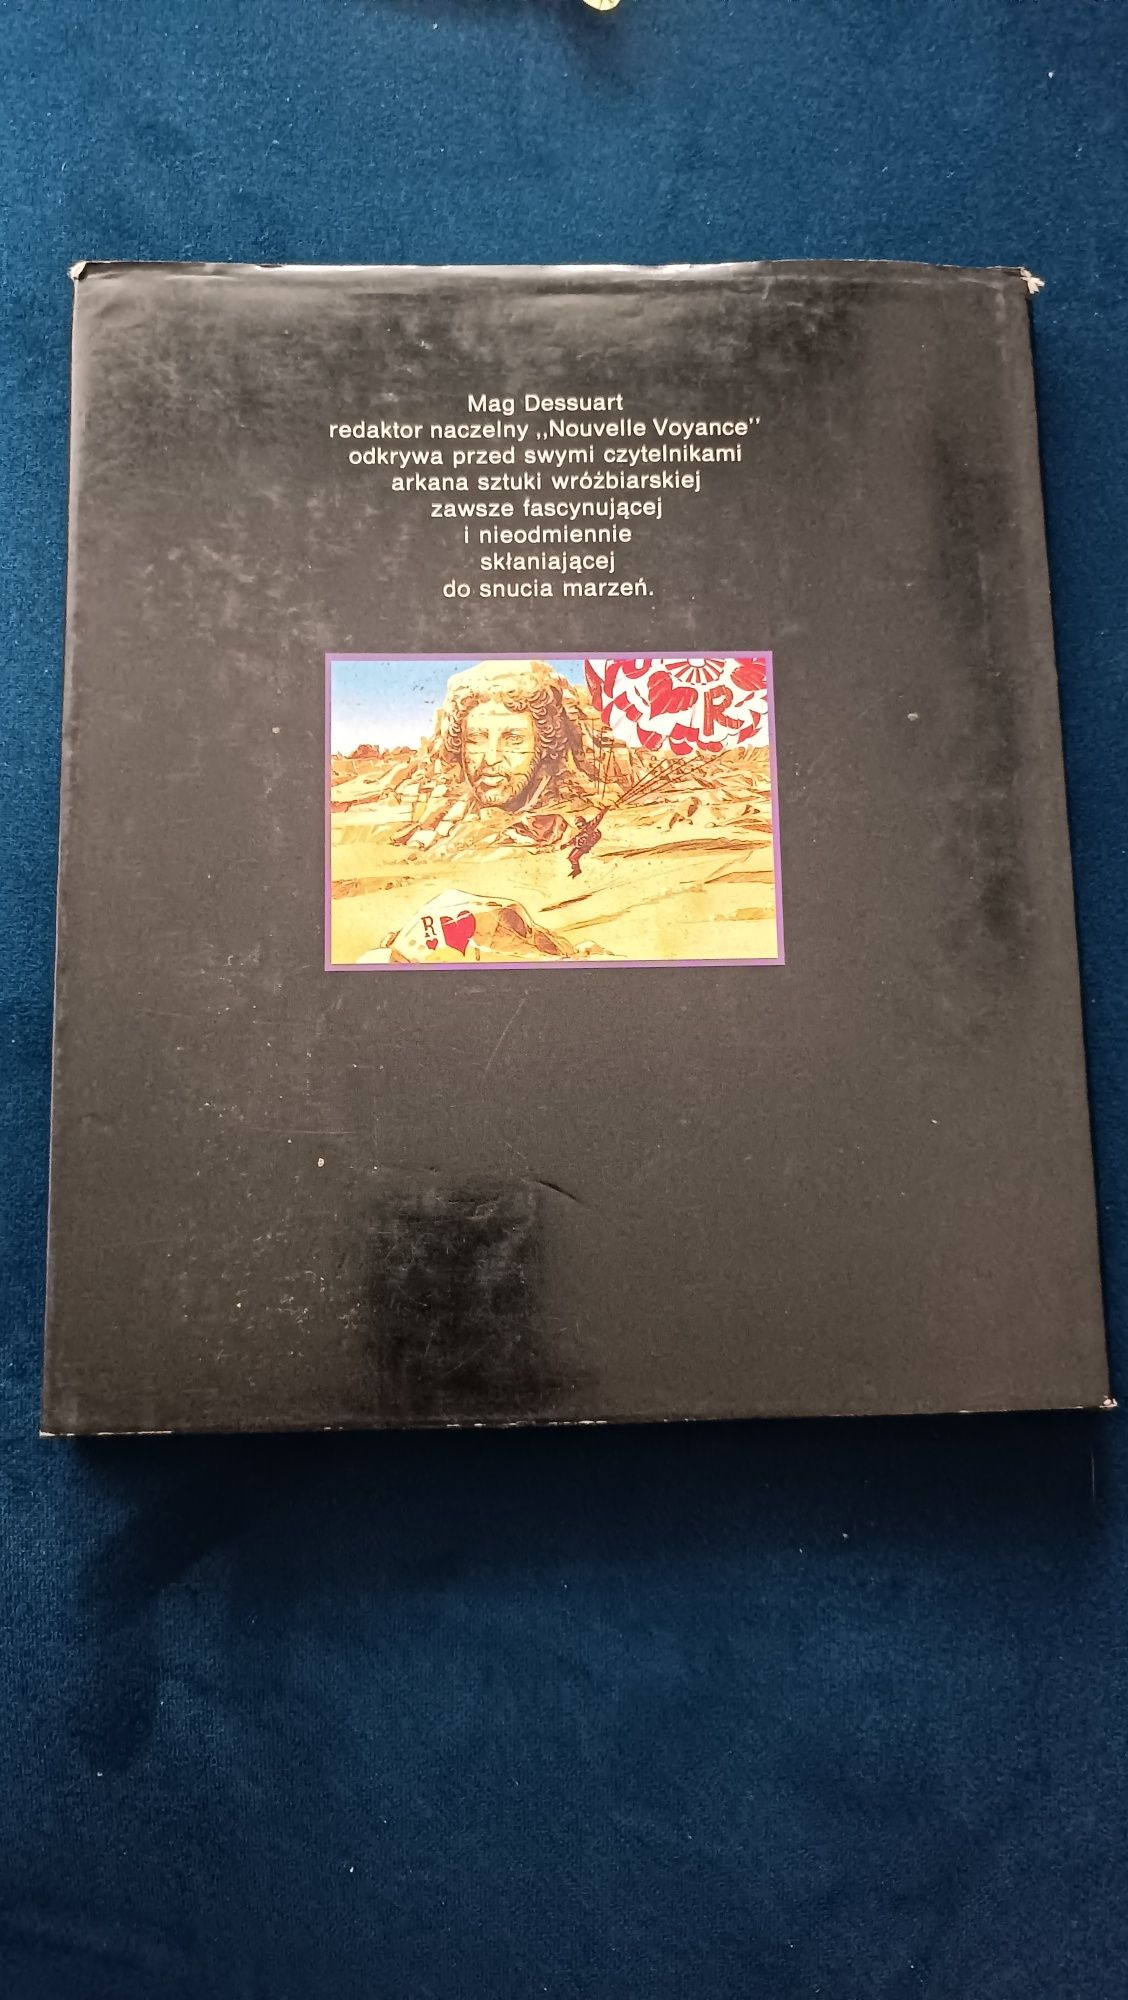 Mag Dessuart
redaktor naczelny ,,Nouvelle Voyance"
odkrywa przed swymi czytelnikami
arkana sztuki wróżbiarskiej
zawsze fascynującej
i nieodmiennie
skłaniającej
do snucia marzeń.
R
R